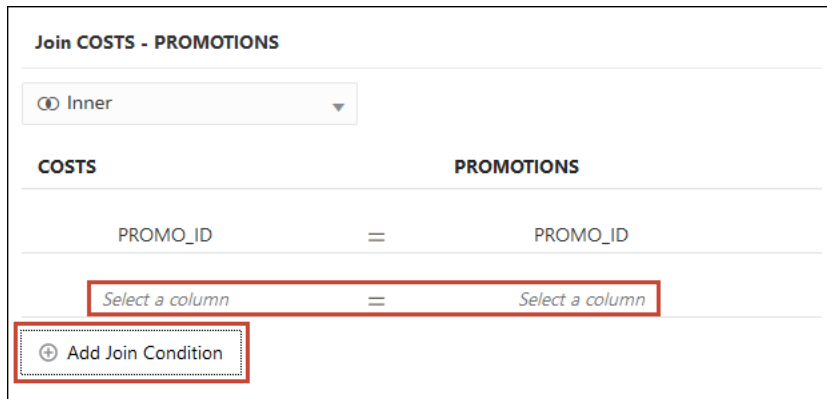 Join COSTS - PROMOTIONS
Inner
COSTS PROMOTIONS
PROMO_ID = PROMO_ID
Select a column = Select a column
Add Join Condition